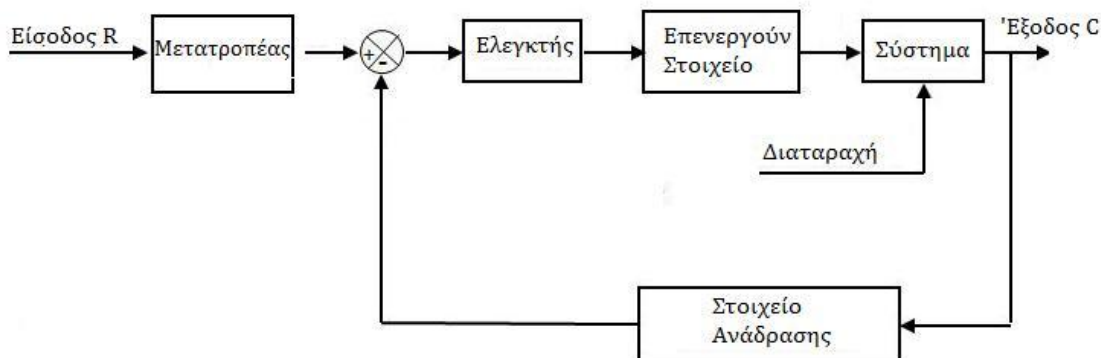 Είσοδος R
Μετατροπέας
+
-
Ελεγκτής
Επενεργούν
Στοιχείο
Σύστημα
'Εξοδος C
Διαταραχή
Στοιχείο
Ανάδρασης